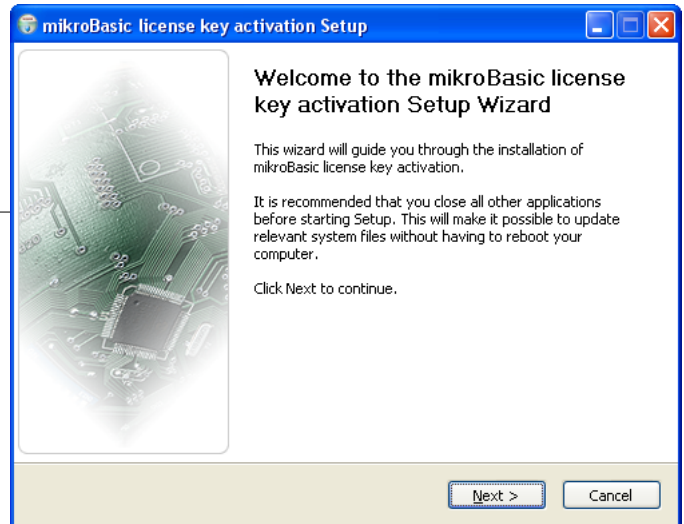 mikroBasic license key activation Setup
Welcome to the mikroBasic license
key activation Setup Wizard
This wizard will guide you through the installation of
mikroBasic license key activation.
It is recommended that you close all other applications
before starting Setup. This will make it possible to update
relevant system files without having to reboot your
computer.
Click Next to continue.
Next >
Cancel